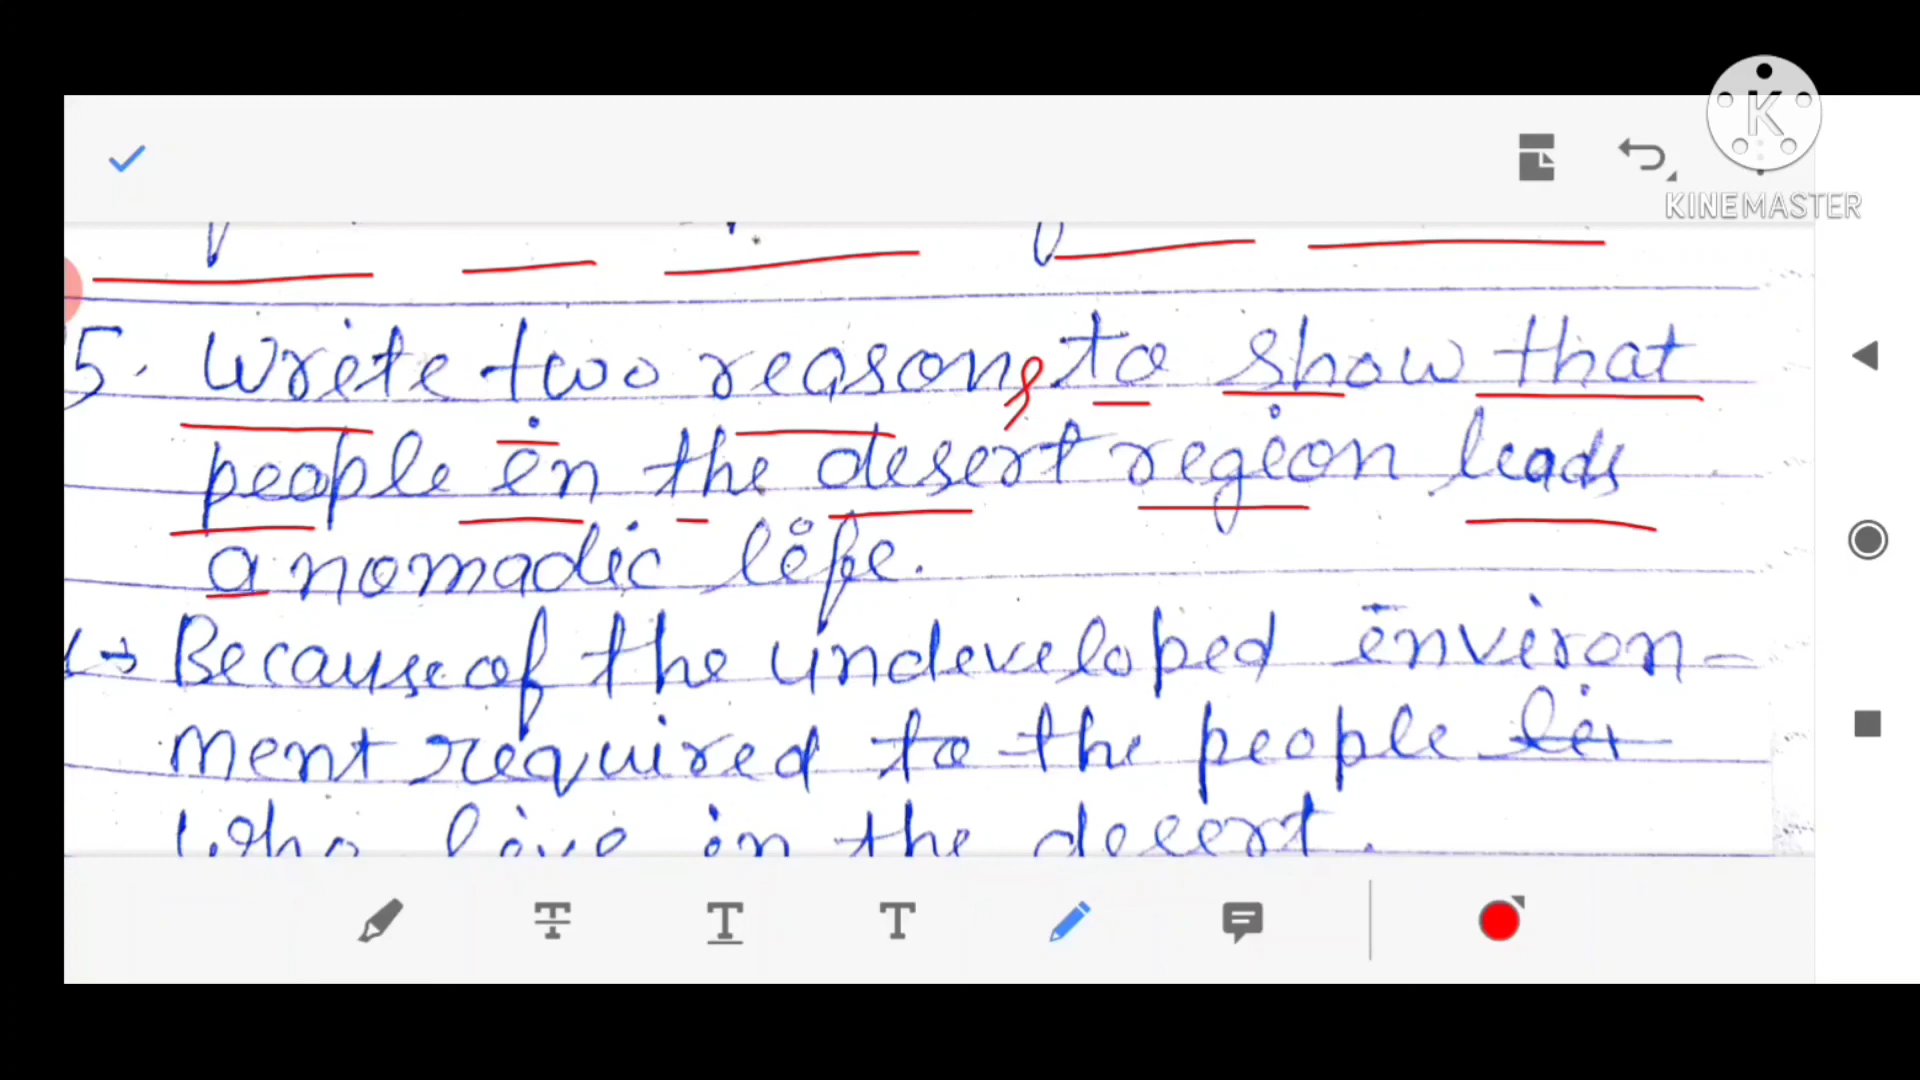 K
KINEMASTER
5. Write two reasons to show that
people in the desert region leads
a nomadic life.
↳ Because of the undeveloped environ-
ment required to the people
who live in the desert.